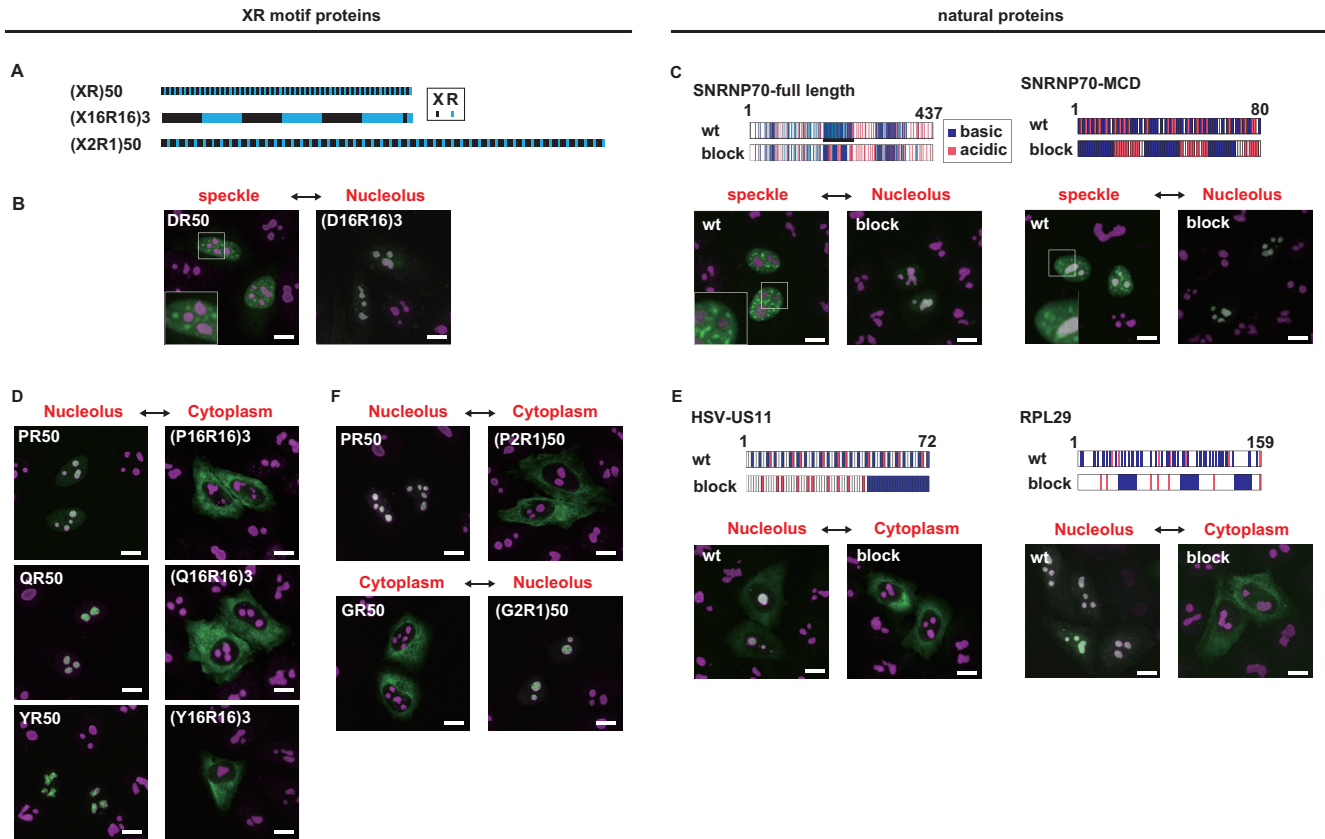 XR motif proteins
natural proteins
A
(XR)50
(X16R16)3
(X2R1)50
X R
B
speckle
Nucleolus
DR50
(D16R16)3
C
SNRNP70-full length
1
437
wt
block
basic
acidic
SNRNP70-MCD
1
80
wt
block
speckle
Nucleolus
wt
block
speckle
Nucleolus
wt
block
D
Nucleolus
Cytoplasm
PR50
(P16R16)3
QR50
(Q16R16)3
YR50
(Y16R16)3
F
Nucleolus
Cytoplasm
PR50
(P2R1)50
Cytoplasm
Nucleolus
GR50
(G2R1)50
E
HSV-US11
1
72
wt
block
RPL29
1
159
wt
block
Nucleolus
Cytoplasm
wt
block
Nucleolus
Cytoplasm
wt
block